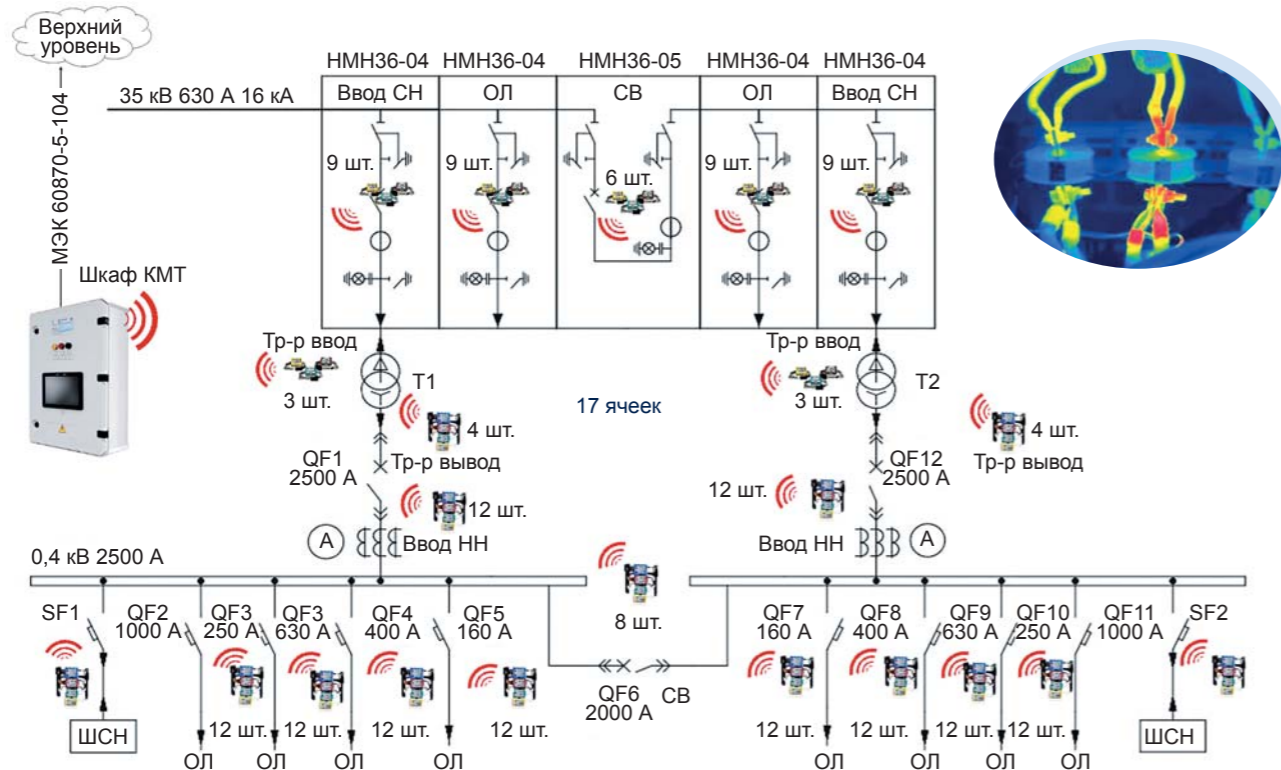 Верхний
уровень
МЭК 60870-5-104
Шкаф КМТ
35 кВ 630 А 16 кА
НМН36-04
НМН36-04
НМН36-05
НМН36-04
НМН36-04
Ввод СН
ОЛ
СВ
ОЛ
Ввод СН
9 шт.
9 шт.
6 шт.
9 шт.
9 шт.
Тр-р ввод
Т1
3 шт.
4 шт.
Тр-р вывод
17 ячеек
Тр-р ввод
Т2
3 шт.
4 шт.
Тр-р вывод
QF1
2500 А
12 шт.
А
Ввод НН
QF12
2500 А
12 шт.
Ввод НН
А
0,4 кВ 2500 А
8 шт.
SF1
QF2
1000 А
QF3
250 А
QF3
630 А
QF4
400 А
QF5
160 А
QF6
2000 А
СВ
QF7
160 А
QF8
400 А
QF9
630 А
QF10
250 А
QF11
1000 А
SF2
ШСН
12 шт.
12 шт.
12 шт.
12 шт.
12 шт.
12 шт.
12 шт.
12 шт.
ШСН
ОЛ
ОЛ
ОЛ
ОЛ
ОЛ
ОЛ
ОЛ
ОЛ